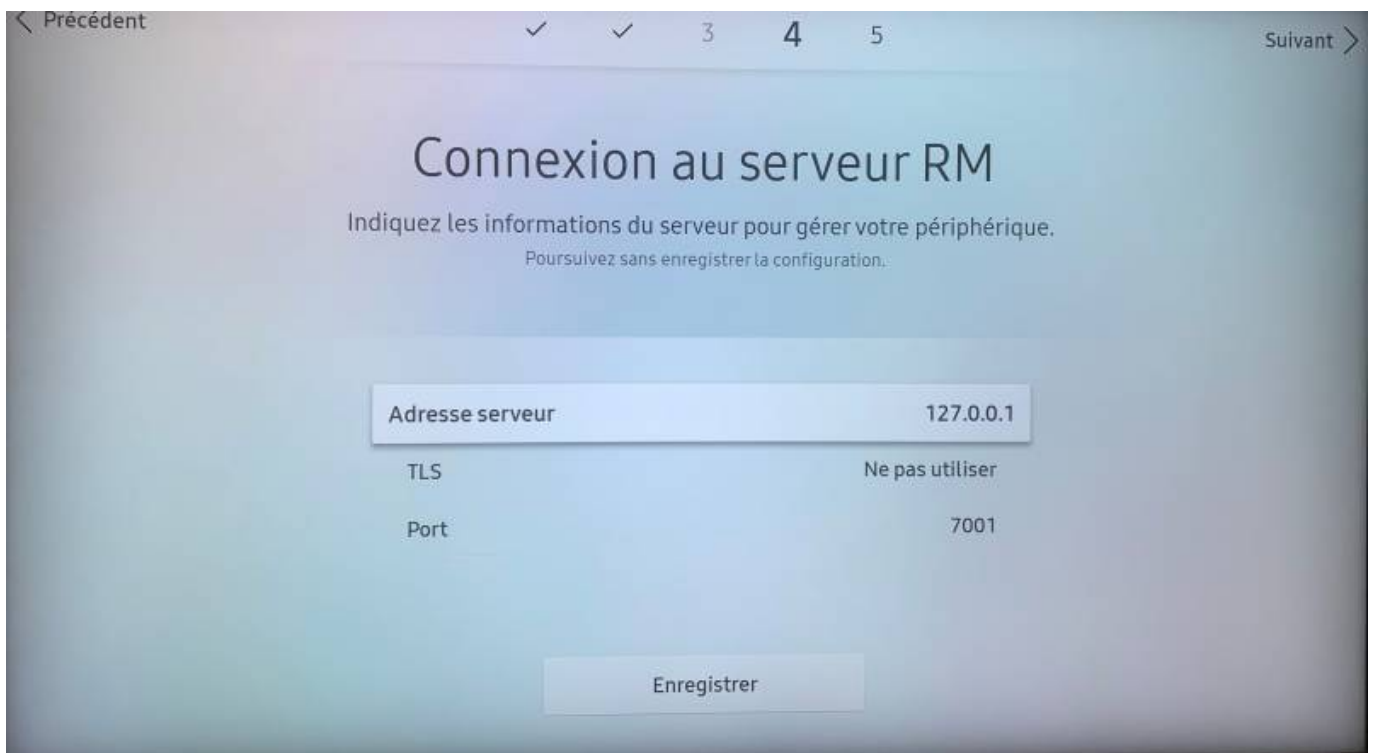 Précédent
3 4 5
Suivant
Connexion au serveur RM
Indiquez les informations du serveur pour gérer votre périphérique.
Poursuivez sans enregistrer la configuration.
Adresse serveur 127.0.0.1
TLS Ne pas utiliser
Port 7001
Enregistrer